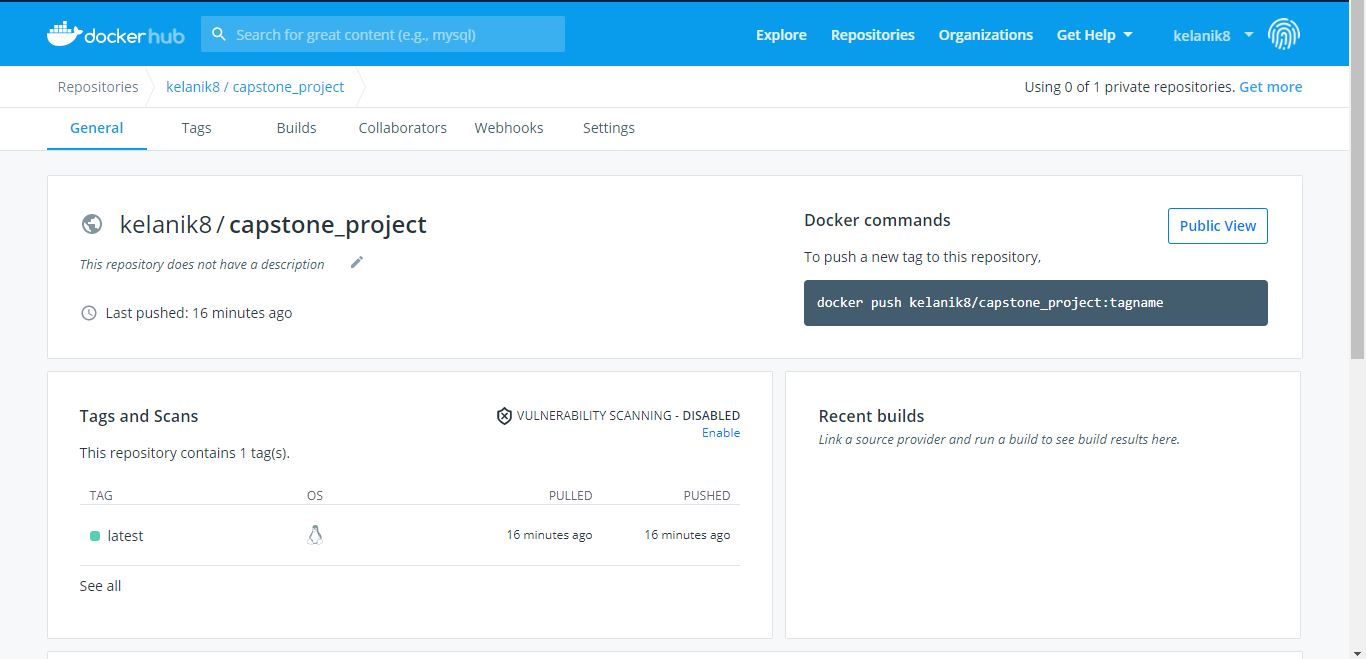 docker hub
Search for great content (e.g., mysql)
Explore
Repositories
Organizations
Get Help
kelanik8
Repositories
kelanik8 / capstone_project
Using 0 of 1 private repositories. Get more
General
Tags
Builds
Collaborators
Webhooks
Settings
kelanik8 / capstone_project
This repository does not have a description
Last pushed: 16 minutes ago
Docker commands
Public View
To push a new tag to this repository,
docker push kelanik8/capstone_project:tagname
Tags and Scans
VULNERABILITY SCANNING - DISABLED
Enable
This repository contains 1 tag(s).
TAG
OS
PULLED
PUSHED
latest
16 minutes ago
16 minutes ago
See all
Recent builds
Link a source provider and run a build to see build results here.